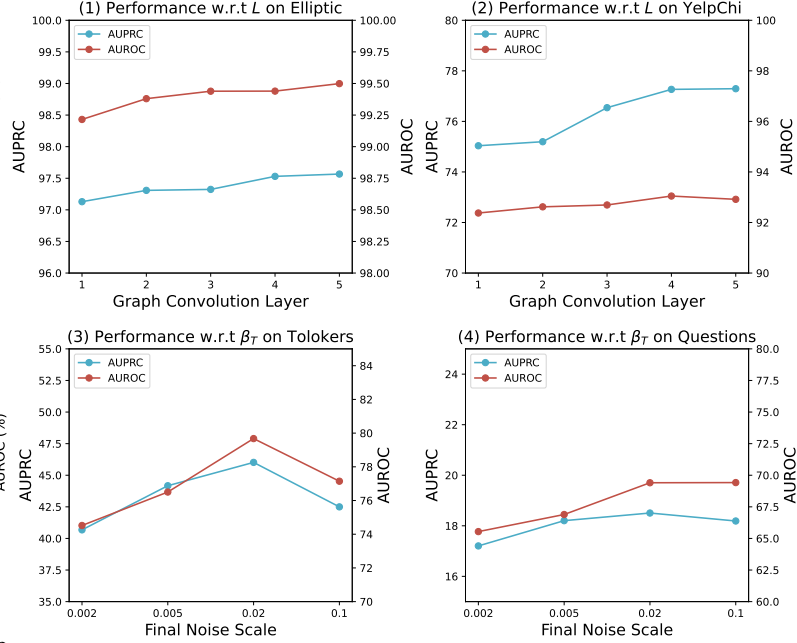 (1) Performance w.r.t L on Elliptic
AUPRC
AUROC
100.0
99.5
99.0
98.5
98.0
97.5
97.0
96.5
96.0
100.00
99.75
99.50
99.25
99.00
98.75
98.50
98.25
98.00
1 2 3 4 5
AUPRC
AUROC
Graph Convolution Layer
(2) Performance w.r.t L on YelpChi
AUPRC
AUROC
80
78
76
74
72
70
100
98
96
94
92
90
1 2 3 4 5
AUPRC
AUROC
Graph Convolution Layer
(3) Performance w.r.t β_T on Tolokers
AUPRC
AUROC
55.0
52.5
50.0
47.5
45.0
42.5
40.0
37.5
35.0
84
82
80
78
76
74
72
70
0.002 0.005 0.02 0.1
AUROC (%)
AUPRC
AUROC
Final Noise Scale
(4) Performance w.r.t β_T on Questions
AUPRC
AUROC
24
22
20
18
16
80.0
77.5
75.0
72.5
70.0
67.5
65.0
62.5
60.0
0.002 0.005 0.02 0.1
AUPRC
AUROC
Final Noise Scale